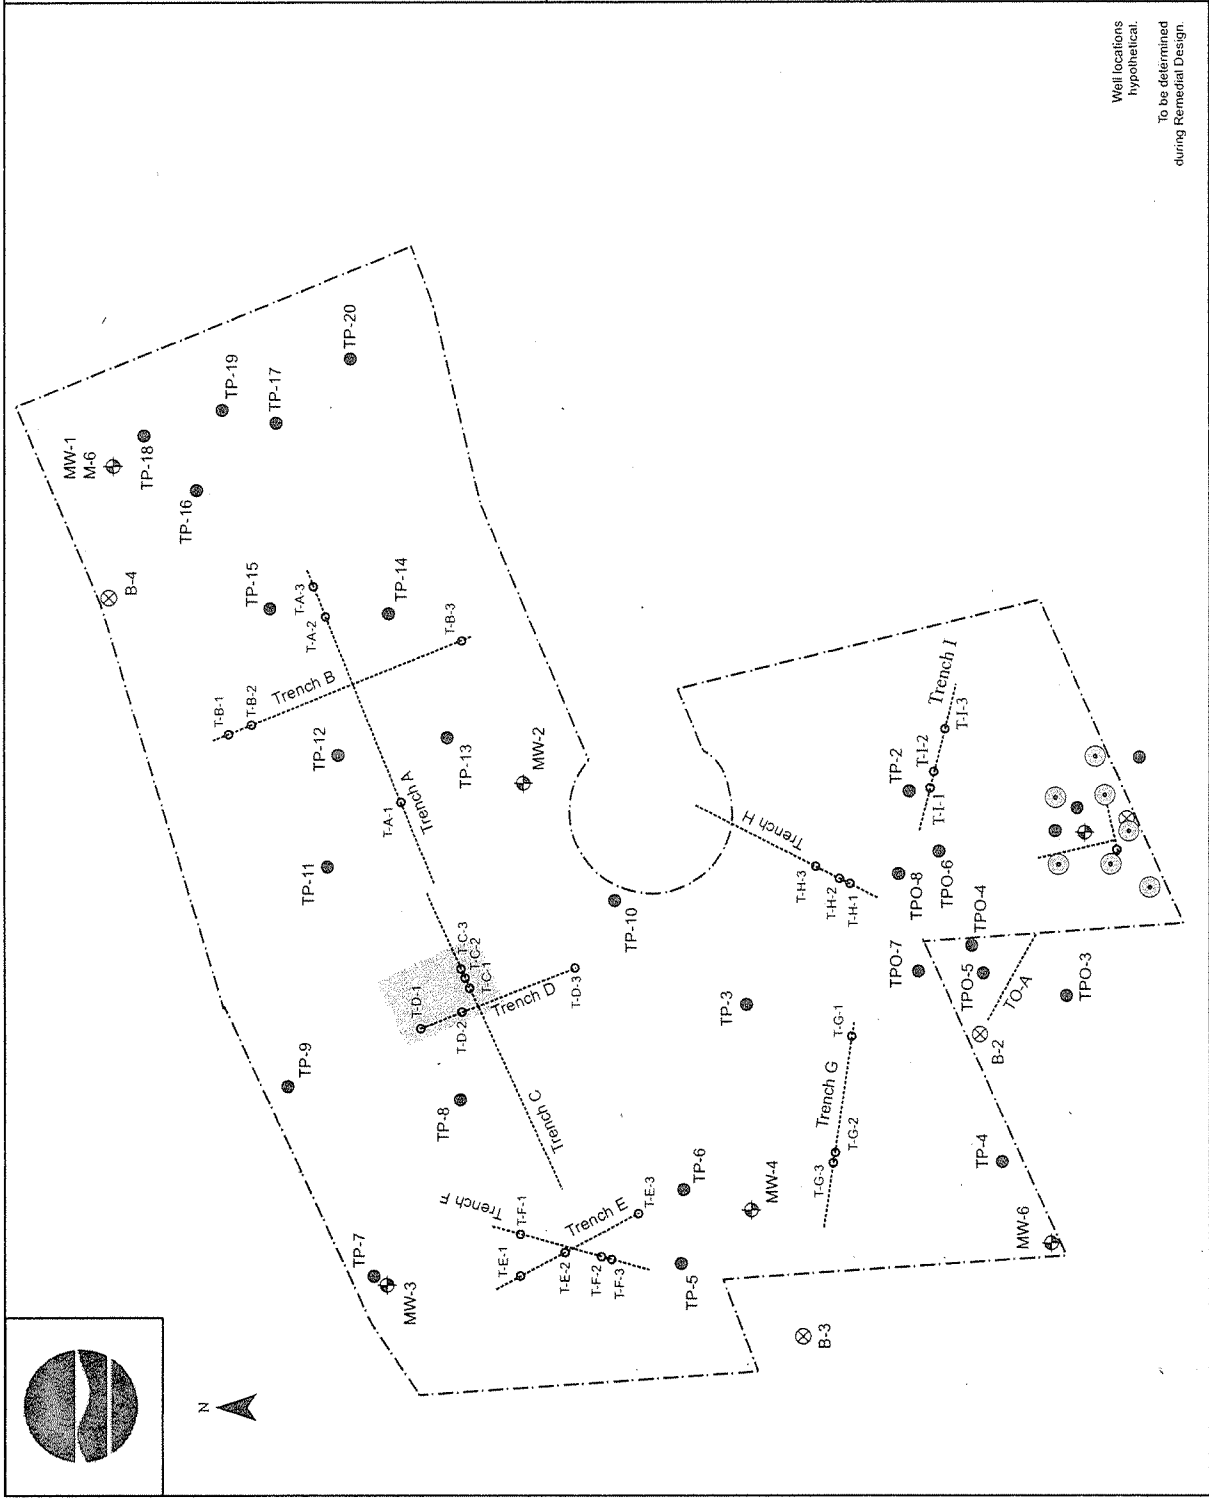 N
MW-1
M-6
TP-18
TP-19
TP-17
TP-16
TP-20
B-4
TP-15
T-A-3
T-A-2
TP-14
T-B-3
T-B-1
T-B-2
Trench B
TP-12
TP-13
T-A-1
Trench A
MW-2
TP-11
T-C-3
T-C-2
T-C-1
T-D-1
T-D-2
Trench D
T-D-3
TP-10
TP-9
TP-8
Trench C
TP-7
MW-3
Trench F
T-F-1
T-E-1
Trench E
T-E-2
T-E-3
T-F-2
T-F-3
TP-6
TP-5
MW-4
B-3
TP-3
Trench H
T-H-3
T-H-2
T-H-1
T-G-1
Trench G
T-G-2
T-G-3
TP-2
T-I-1
T-I-2
T-I-3
Trench I
TPO-8
TPO-6
TPO-7
TPO-4
TPO-5
TO-A
TPO-3
B-2
TP-4
MW-6
Well locations
hypothetical.
To be determined
during Remedial Design.